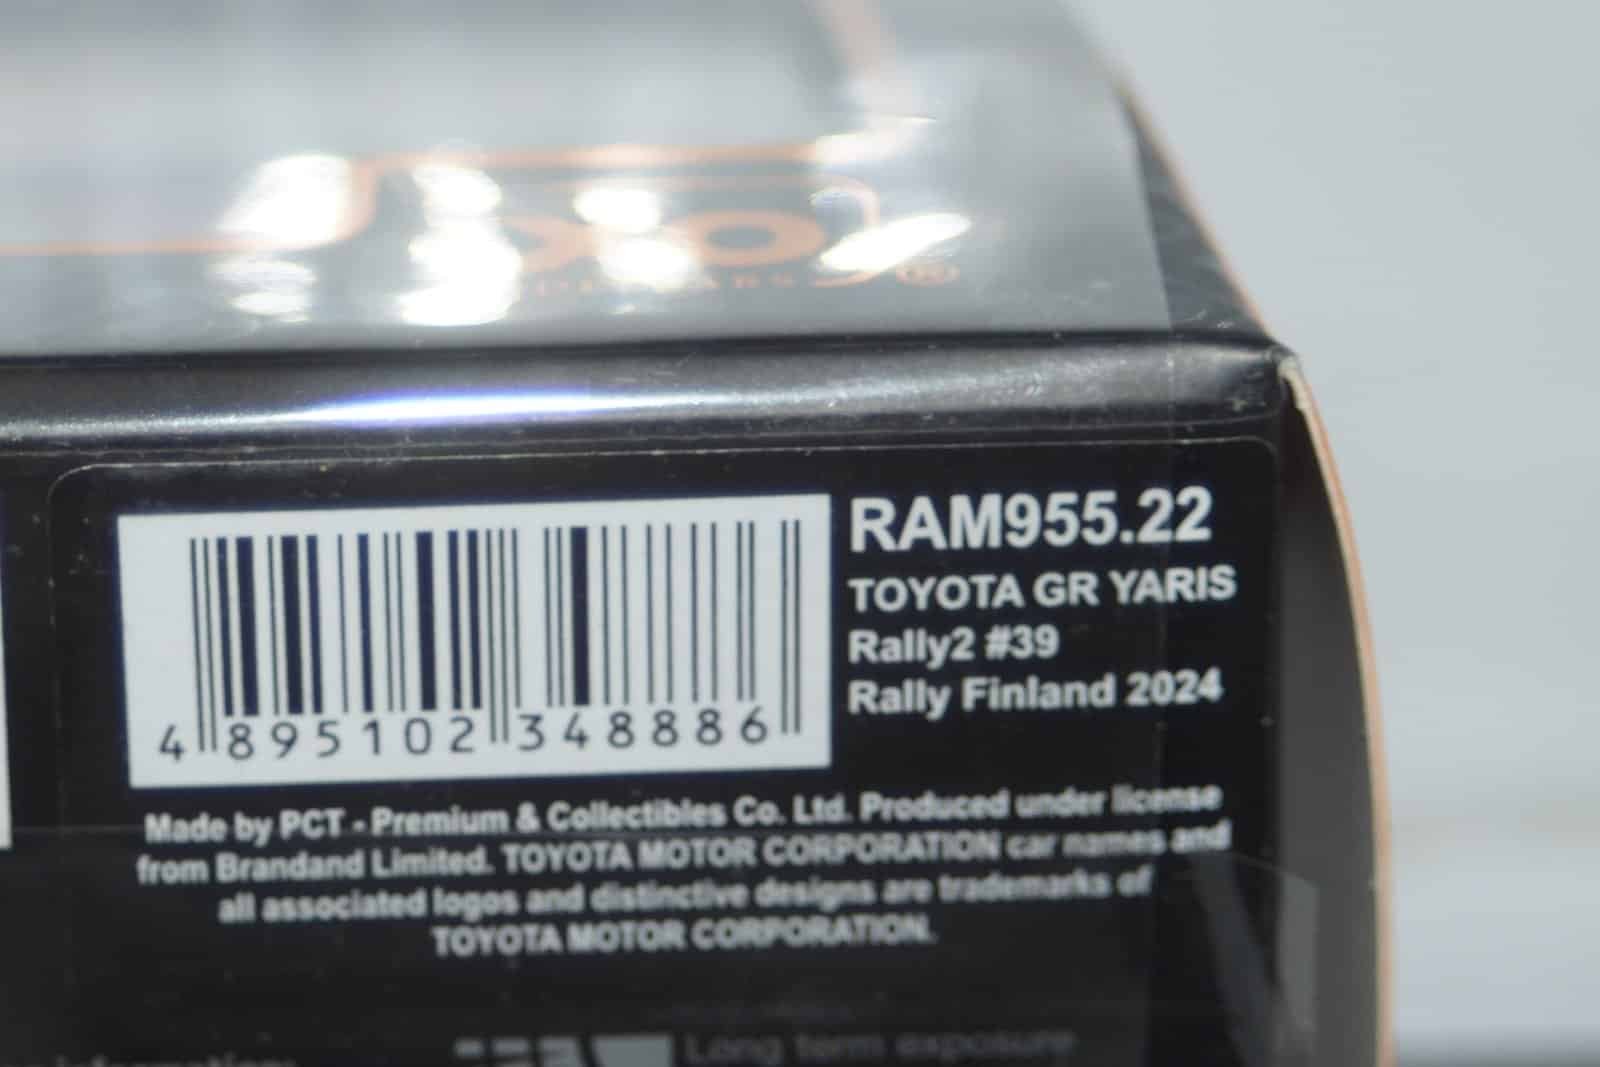 ®
RAM955.22
TOYOTA GR YARIS
Rally2 #39
Rally Finland 2024
4 895102 348886
Made by PCT - Premium & Collectibles Co. Ltd. Produced under license
from Brandand Limited. TOYOTA MOTOR CORPORATION car names and
all associated logos and distinctive designs are trademarks of
TOYOTA MOTOR CORPORATION.
information:
Long term exposure